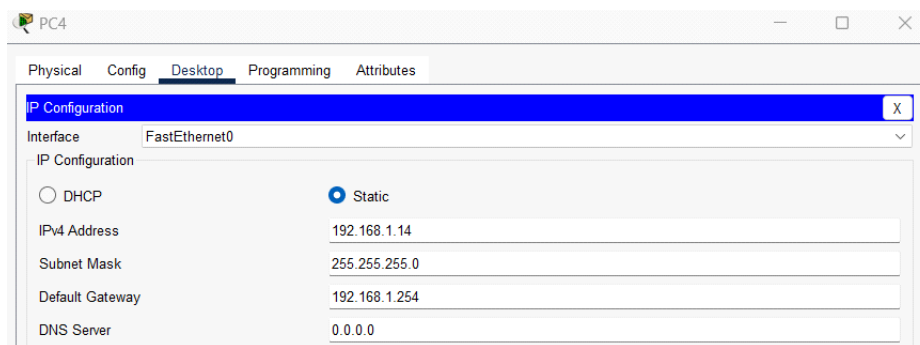 PC4
Physical Config Desktop Programming Attributes
IP Configuration X
Interface FastEthernet0
IP Configuration
DHCP Static
IPv4 Address 192.168.1.14
Subnet Mask 255.255.255.0
Default Gateway 192.168.1.254
DNS Server 0.0.0.0